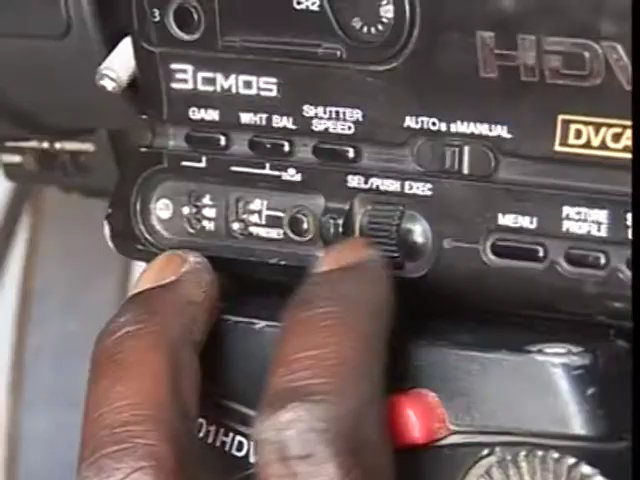 CH2
3
HDV
3CMOS
GAIN
WHT BAL
SHUTTER
SPEED
AUTO
MANUAL
DVCA
SEL/PUSH EXEC
L
M
H
B
A
PRESET
MENU
PICTURE
PROFILE
01HDV